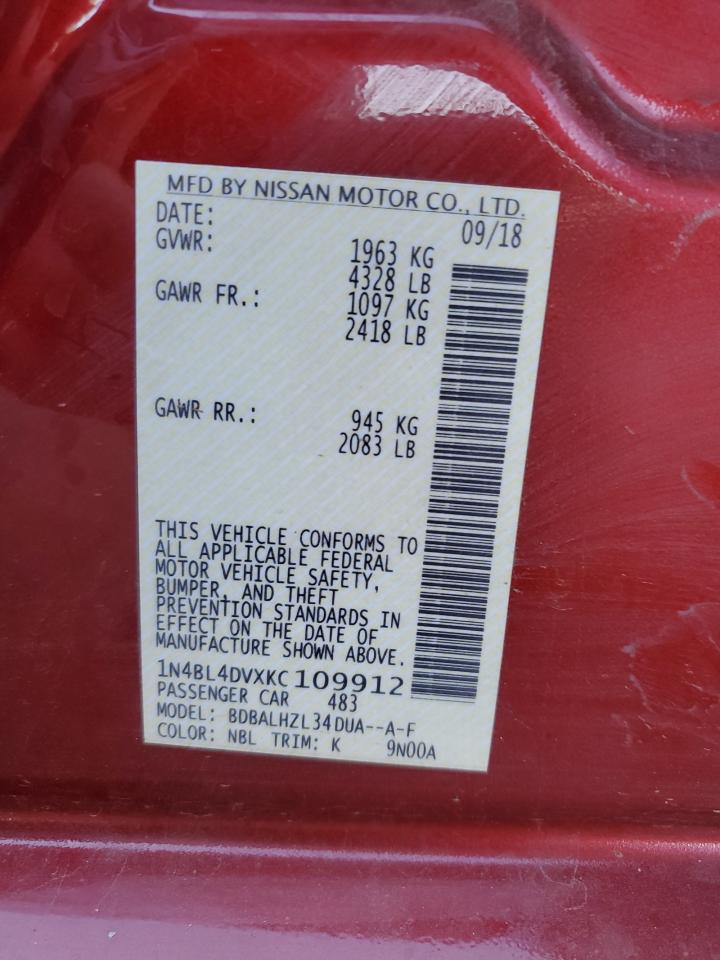 MFD BY NISSAN MOTOR CO., LTD.
DATE: 09/18
GVWR: 1963 KG
4328 LB
GAWR FR.: 1097 KG
2418 LB
GAWR RR.: 945 KG
2083 LB
THIS VEHICLE CONFORMS TO
ALL APPLICABLE FEDERAL
MOTOR VEHICLE SAFETY,
BUMPER, AND THEFT
PREVENTION STANDARDS IN
EFFECT ON THE DATE OF
MANUFACTURE SHOWN ABOVE.
1N4BL4DVXKC109912
PASSENGER CAR 483
MODEL: BDBALHZL34DUA--A-F
COLOR: NBL TRIM: K 9N00A